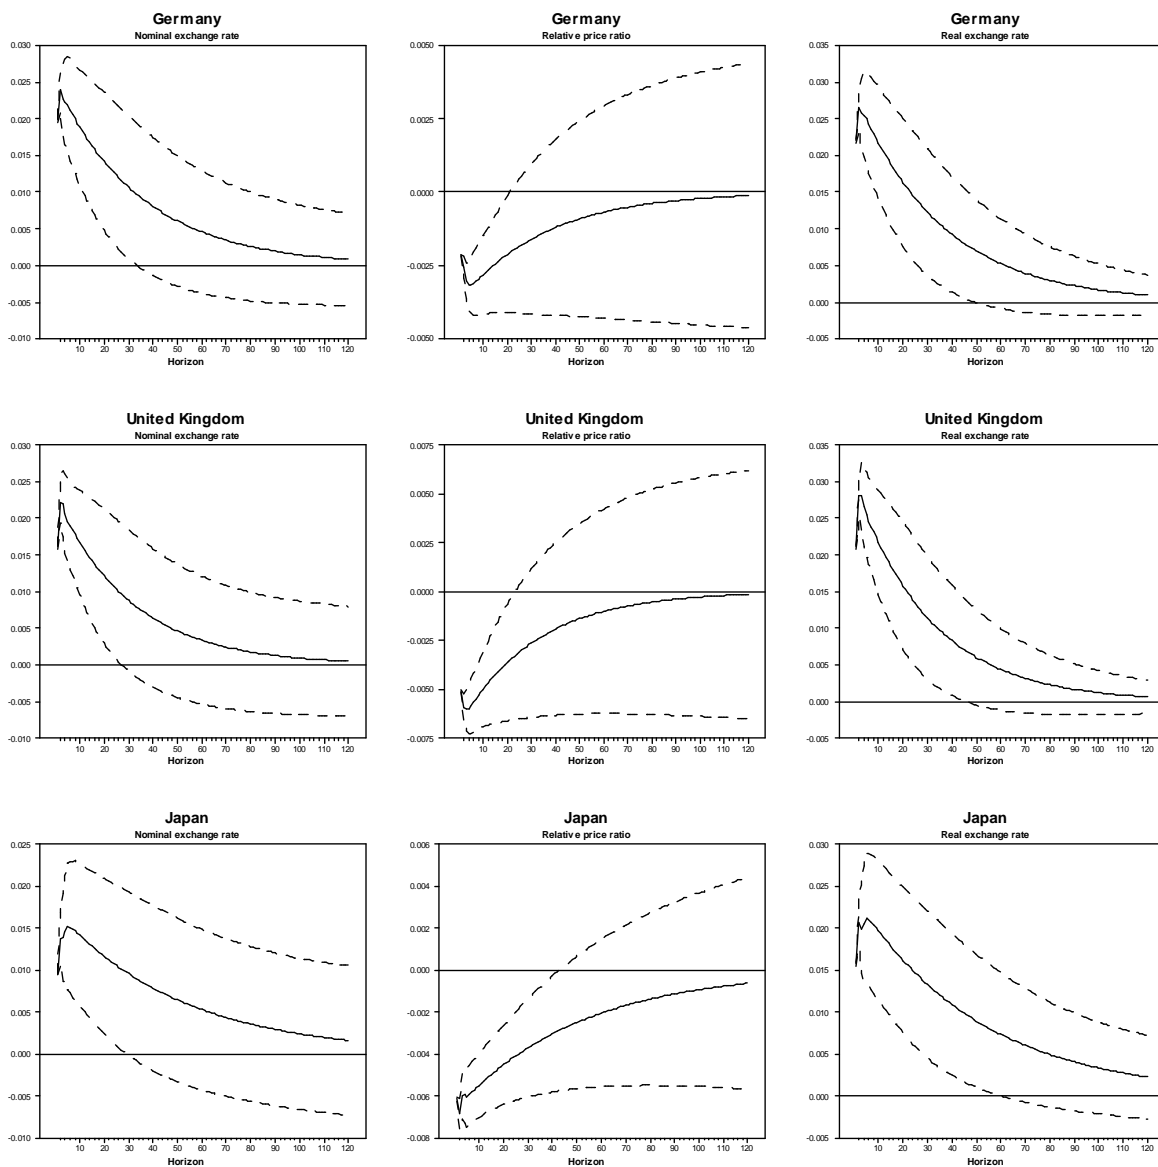 Germany Germany Germany
Nominal exchange rate Relative price ratio Real exchange rate
0.030 0.0050 0.035
0.025 0.0025 0.030
0.020 0.0000 0.025
0.015 -0.0025 0.020
0.010 -0.0050 0.015
0.005 0.010
0.000 0.005
-0.005 0.000
-0.010 -0.005
10 20 30 40 50 60 70 80 90 100 110 120 10 20 30 40 50 60 70 80 90 100 110 120 10 20 30 40 50 60 70 80 90 100 110 120
Horizon Horizon Horizon
United Kingdom United Kingdom United Kingdom
Nominal exchange rate Relative price ratio Real exchange rate
0.030 0.0075 0.035
0.025 0.0050 0.030
0.020 0.0025 0.025
0.015 0.0000 0.020
0.010 -0.0025 0.015
0.005 -0.0050 0.010
0.000 -0.0075 0.005
-0.005 0.000
-0.010 -0.005
10 20 30 40 50 60 70 80 90 100 110 120 10 20 30 40 50 60 70 80 90 100 110 120 10 20 30 40 50 60 70 80 90 100 110 120
Horizon Horizon Horizon
Japan Japan Japan
Nominal exchange rate Relative price ratio Real exchange rate
0.025 0.006 0.030
0.020 0.004 0.025
0.015 0.002 0.020
0.010 0.000 0.015
0.005 -0.002 0.010
0.000 -0.004 0.005
-0.005 -0.006 0.000
-0.010 -0.008 -0.005
10 20 30 40 50 60 70 80 90 100 110 120 10 20 30 40 50 60 70 80 90 100 110 120 10 20 30 40 50 60 70 80 90 100 110 120
Horizon Horizon Horizon